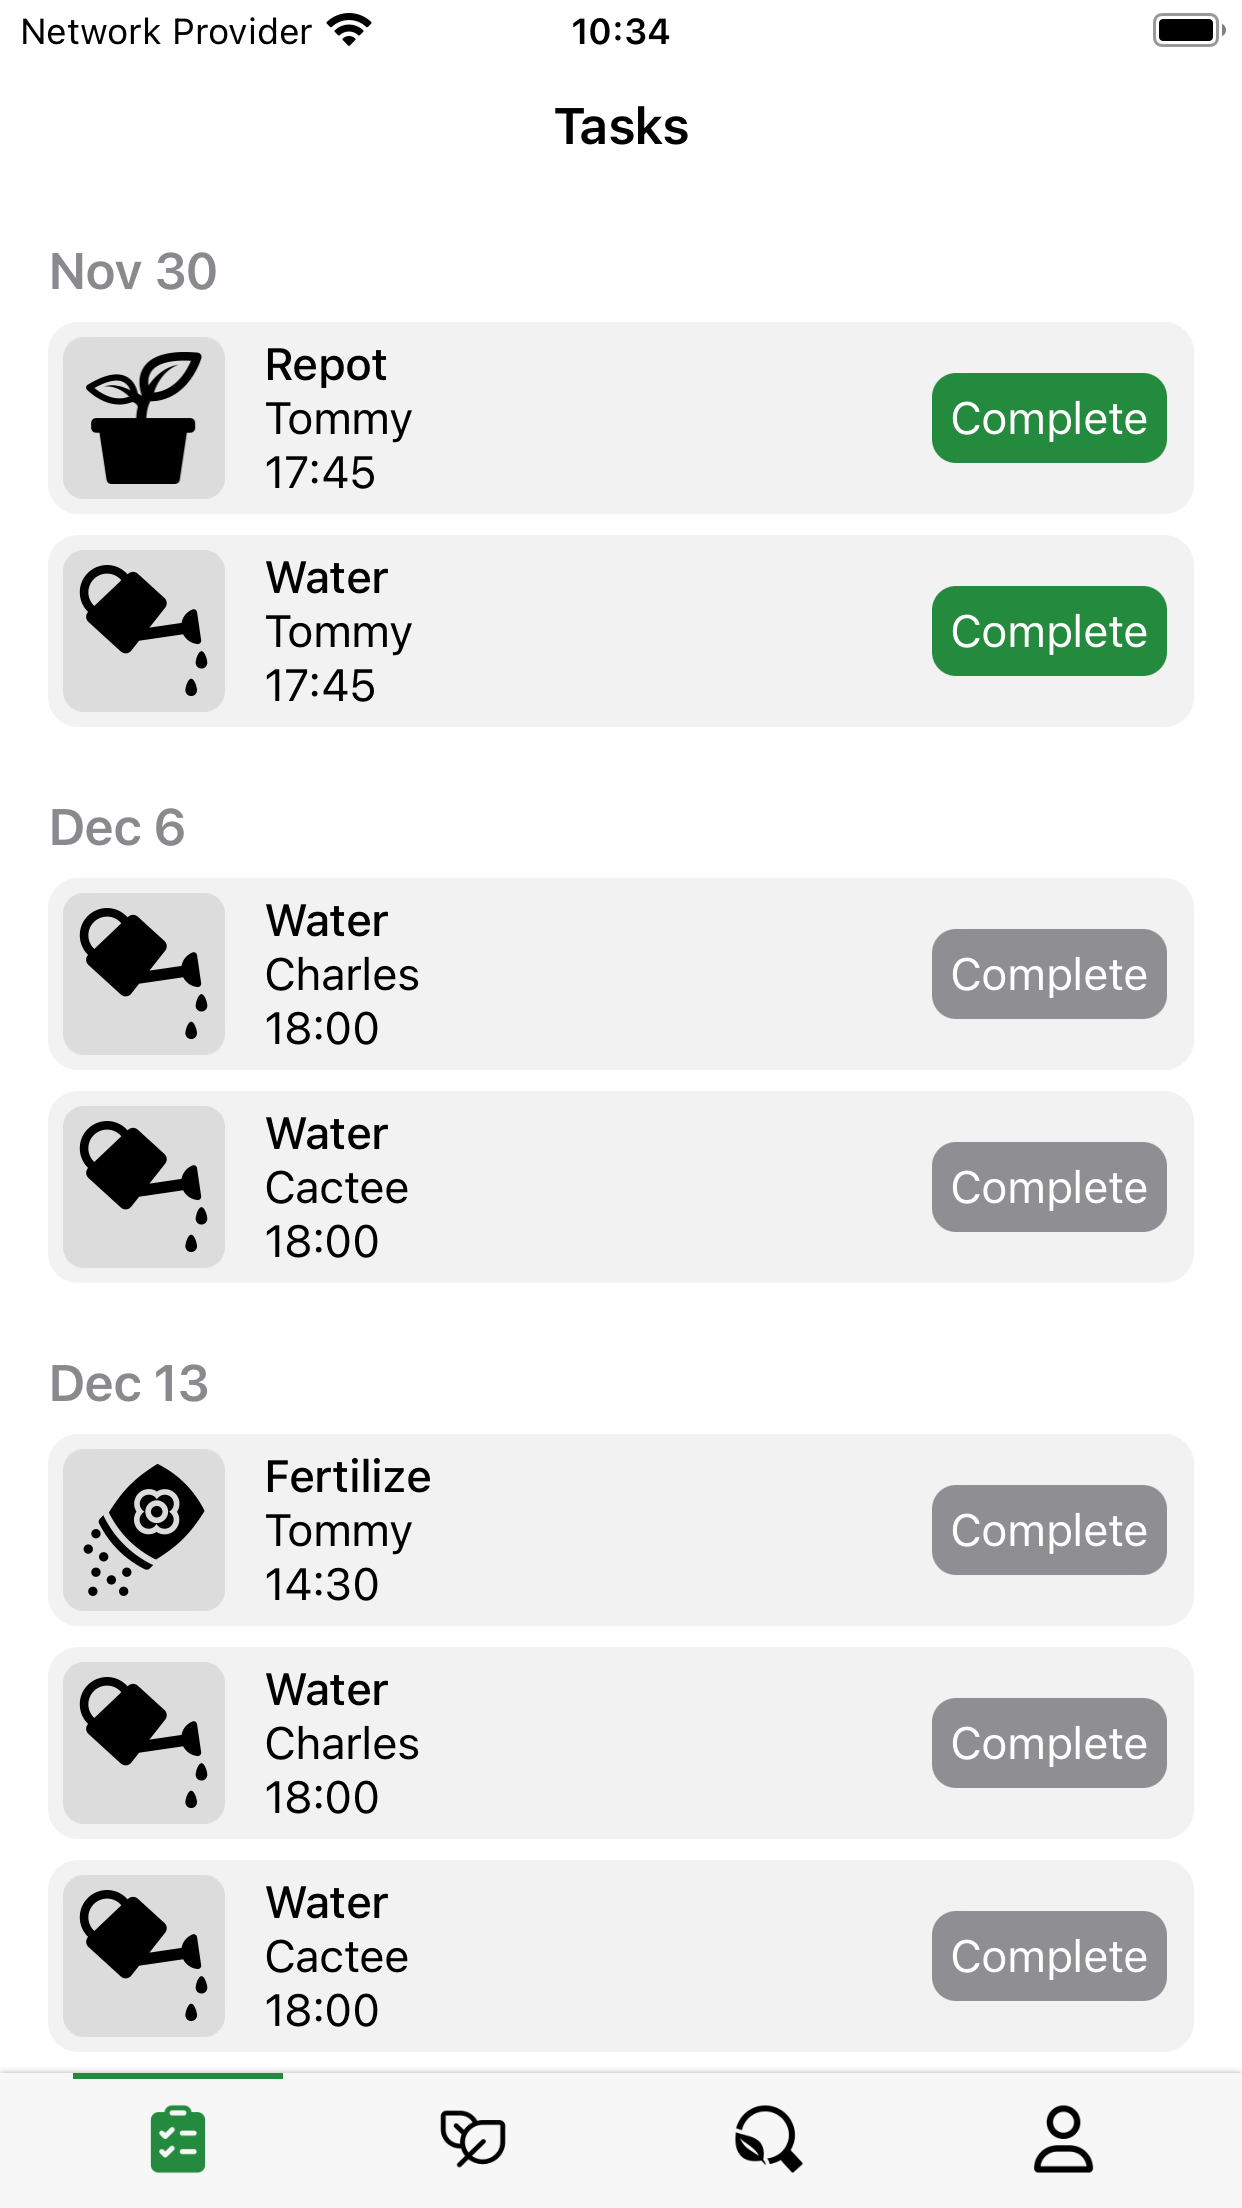 Network Provider 10:34
Tasks
Nov 30
Repot
Tommy
17:45
Complete
Water
Tommy
17:45
Complete
Dec 6
Water
Charles
18:00
Complete
Water
Cactee
18:00
Complete
Dec 13
Fertilize
Tommy
14:30
Complete
Water
Charles
18:00
Complete
Water
Cactee
18:00
Complete